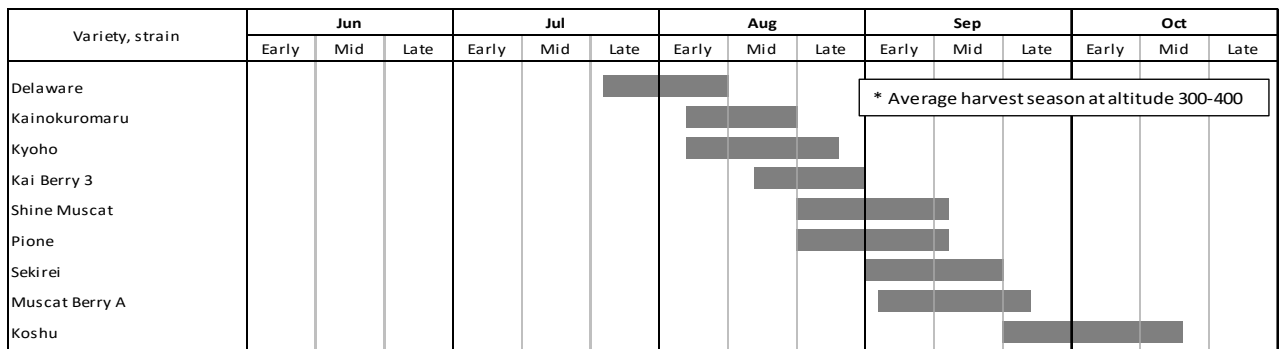 Variety, strain
Jun Jul Aug Sep Oct
Early Mid Late Early Mid Late Early Mid Late Early Mid Late Early Mid Late
Delaware
* Average harvest season at altitude 300-400
Kainokuromaru
Kyoho
Kai Berry 3
Shine Muscat
Pione
Sekirei
Muscat Berry A
Koshu